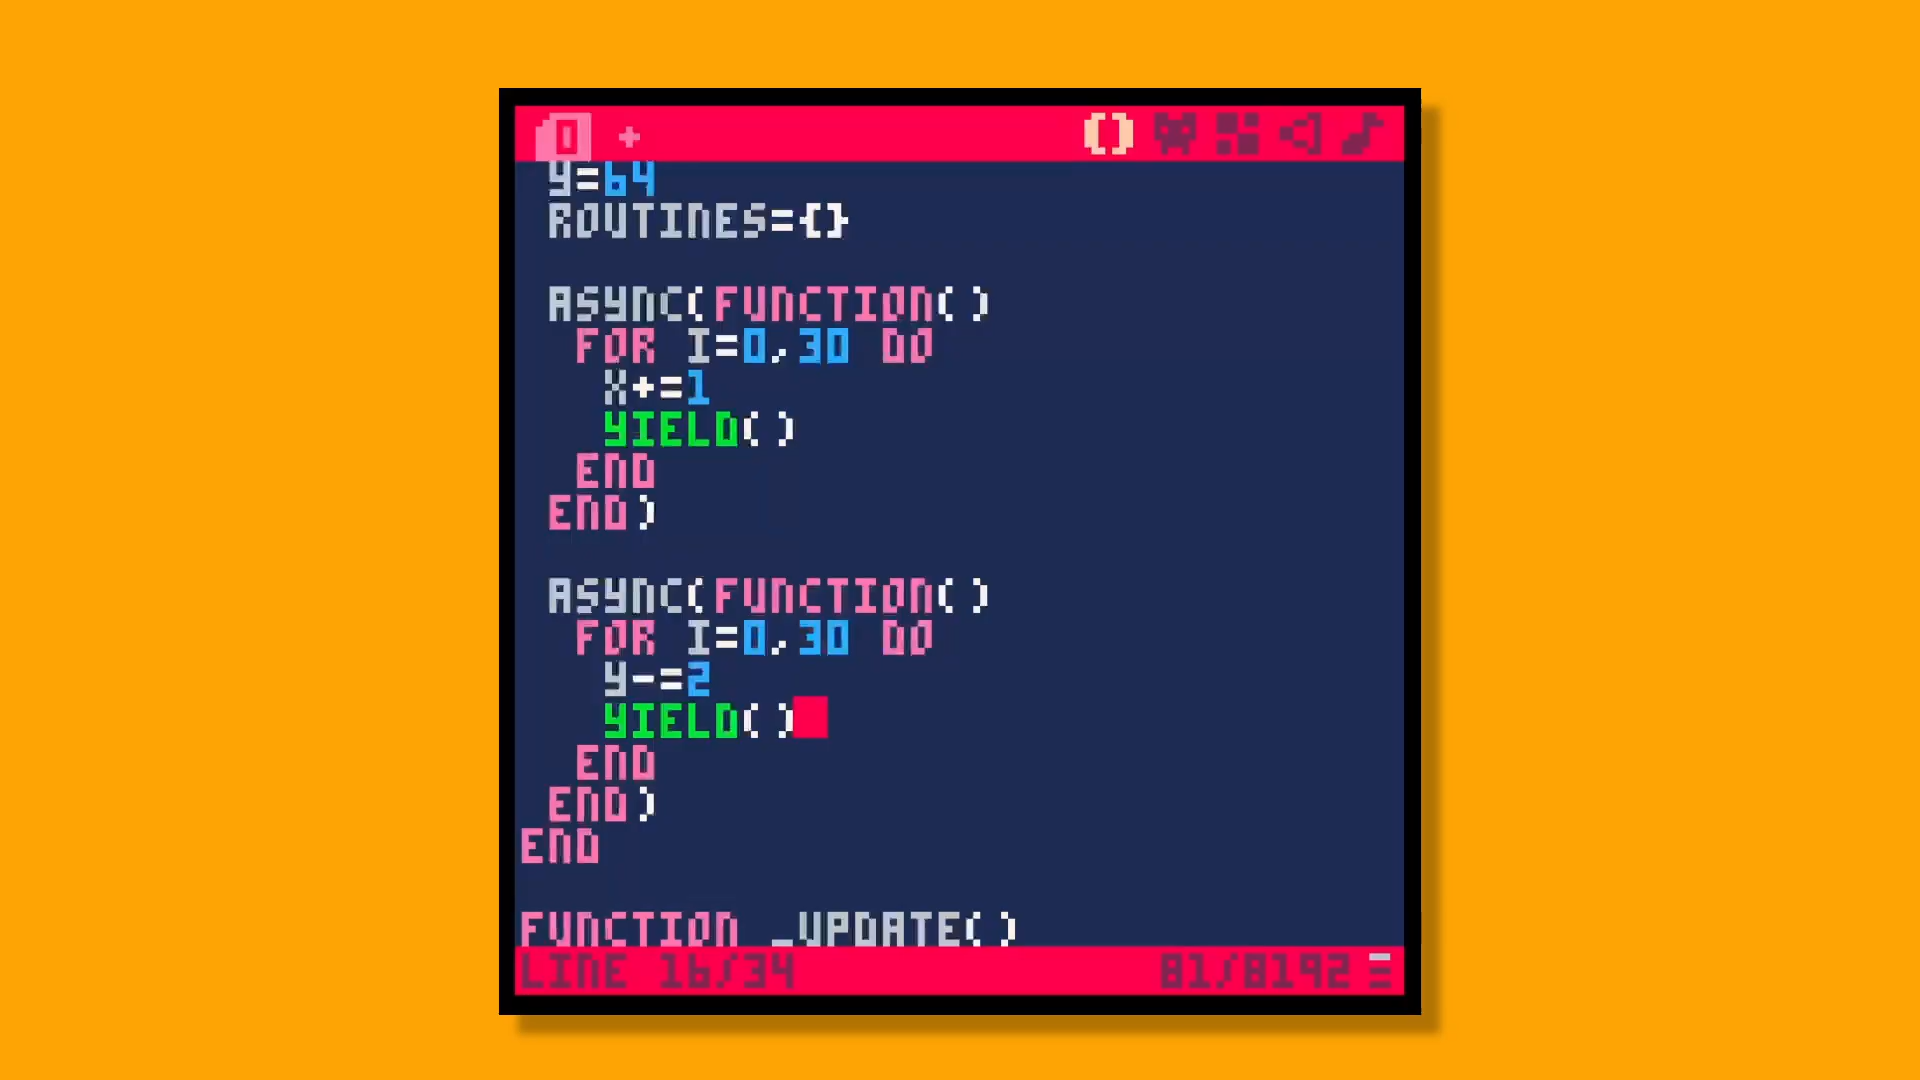 0 +
Y=64
ROUTINES={}
ASYNC(FUNCTION()
FOR I=0,30 DO
X+=1
YIELD()
END
END)
ASYNC(FUNCTION()
FOR I=0,30 DO
Y-=2
YIELD()
END
END)
END
FUNCTION _UPDATE()
LINE 16/34 81/8192